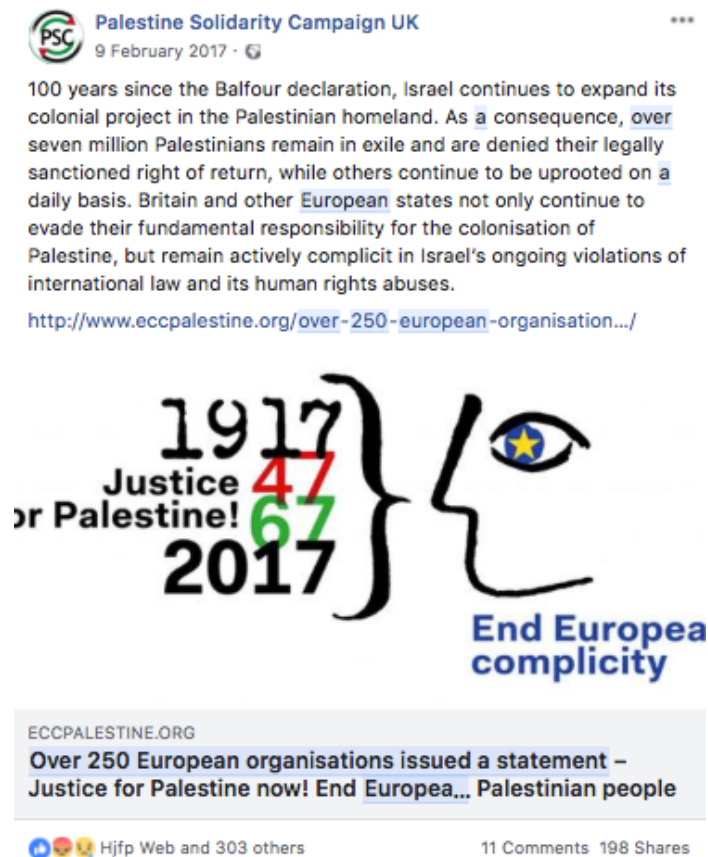 PSC
Palestine Solidarity Campaign UK
9 February 2017 ·
100 years since the Balfour declaration, Israel continues to expand its
colonial project in the Palestinian homeland. As a consequence, over
seven million Palestinians remain in exile and are denied their legally
sanctioned right of return, while others continue to be uprooted on a
daily basis. Britain and other European states not only continue to
evade their fundamental responsibility for the colonisation of
Palestine, but remain actively complicit in Israel's ongoing violations of
international law and its human rights abuses.
http://www.eccpalestine.org/over-250-european-organisation.../
1917
Justice 47
or Palestine! 67
2017
End Europea
complicity
ECCPALESTINE.ORG
Over 250 European organisations issued a statement –
Justice for Palestine now! End Europea... Palestinian people
Hjfp Web and 303 others
11 Comments 198 Shares